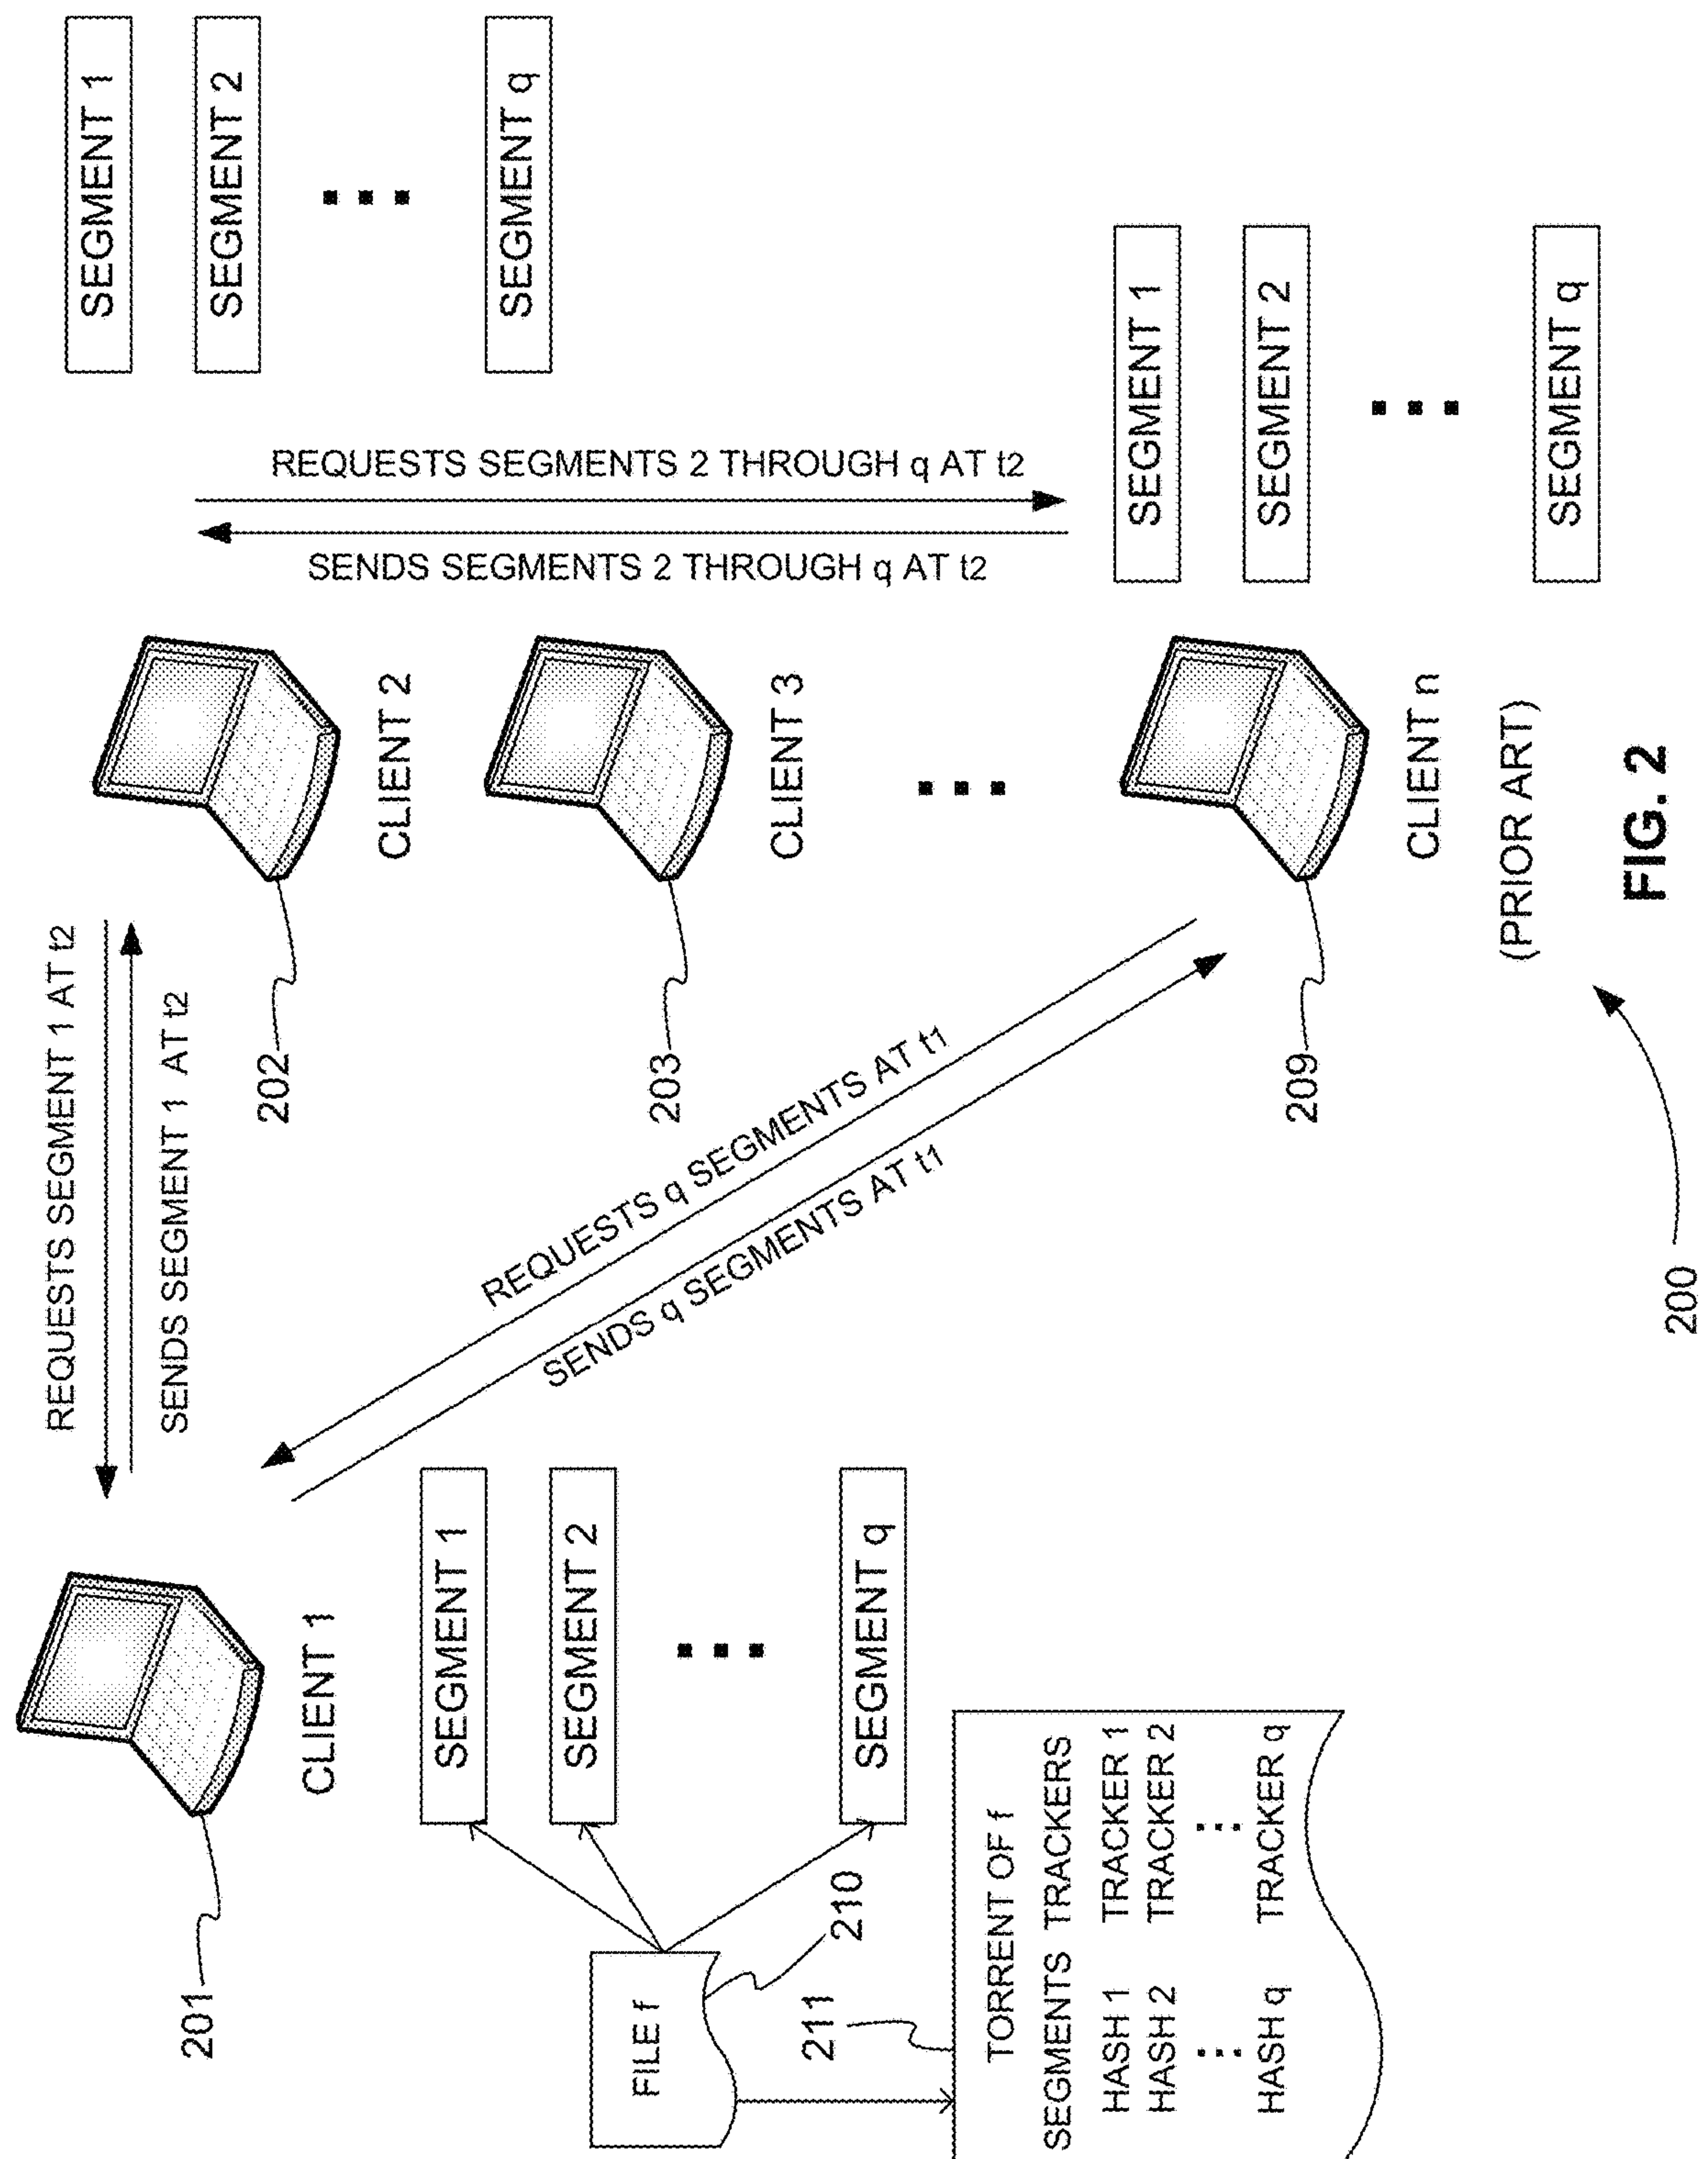 201
CLIENT 1
REQUESTS SEGMENT 1 AT t2
SENDS SEGMENT 1 AT t2
202
CLIENT 2
SEGMENT 1
SEGMENT 2
SEGMENT q
REQUESTS SEGMENTS 2 THROUGH q AT t2
SENDS SEGMENTS 2 THROUGH q AT t2
203
CLIENT 3
REQUESTS q SEGMENTS AT t1
SENDS q SEGMENTS AT t1
FILE f
210
SEGMENT 1
SEGMENT 2
SEGMENT q
211
TORRENT OF f
SEGMENTS TRACKERS
HASH 1 TRACKER 1
HASH 2 TRACKER 2
HASH q TRACKER q
209
CLIENT n
SEGMENT 1
SEGMENT 2
SEGMENT q
(PRIOR ART)
FIG. 2
200